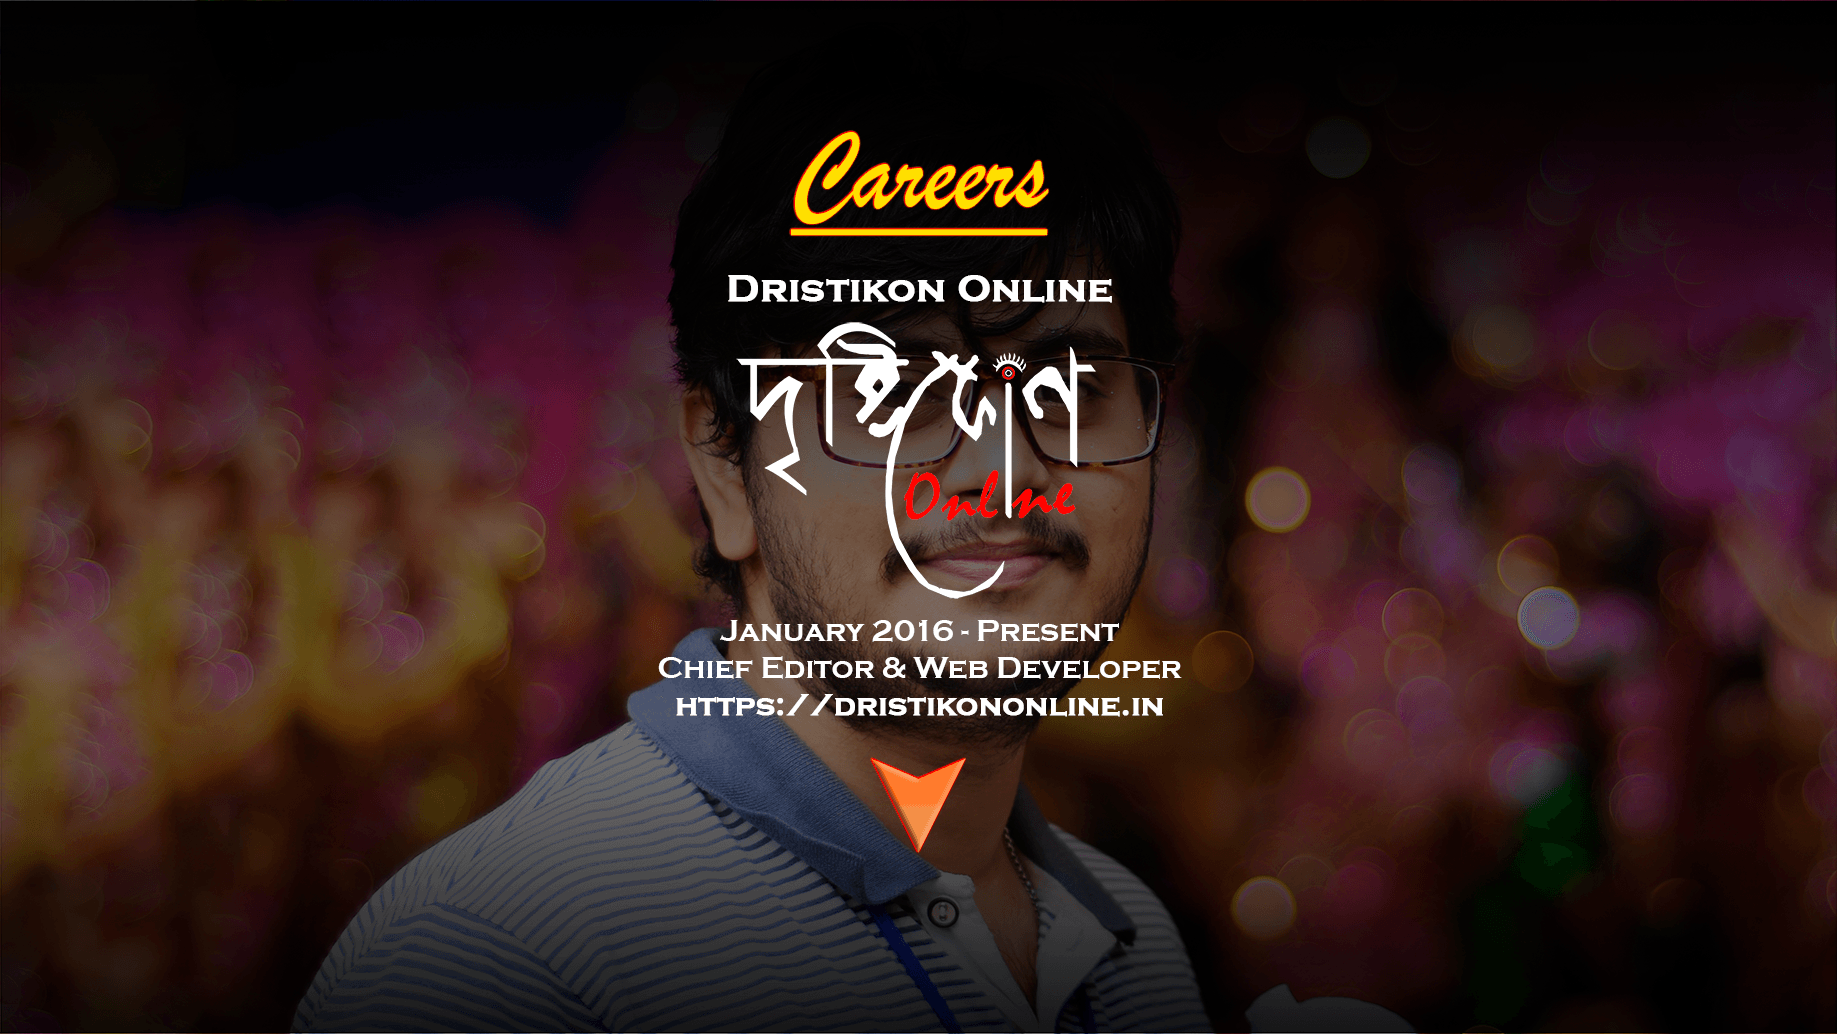 Careers
Dristikon Online
দৃষ্টিকোণ
Online
January 2016 - Present
Chief Editor & Web Developer
https://dristikononline.in